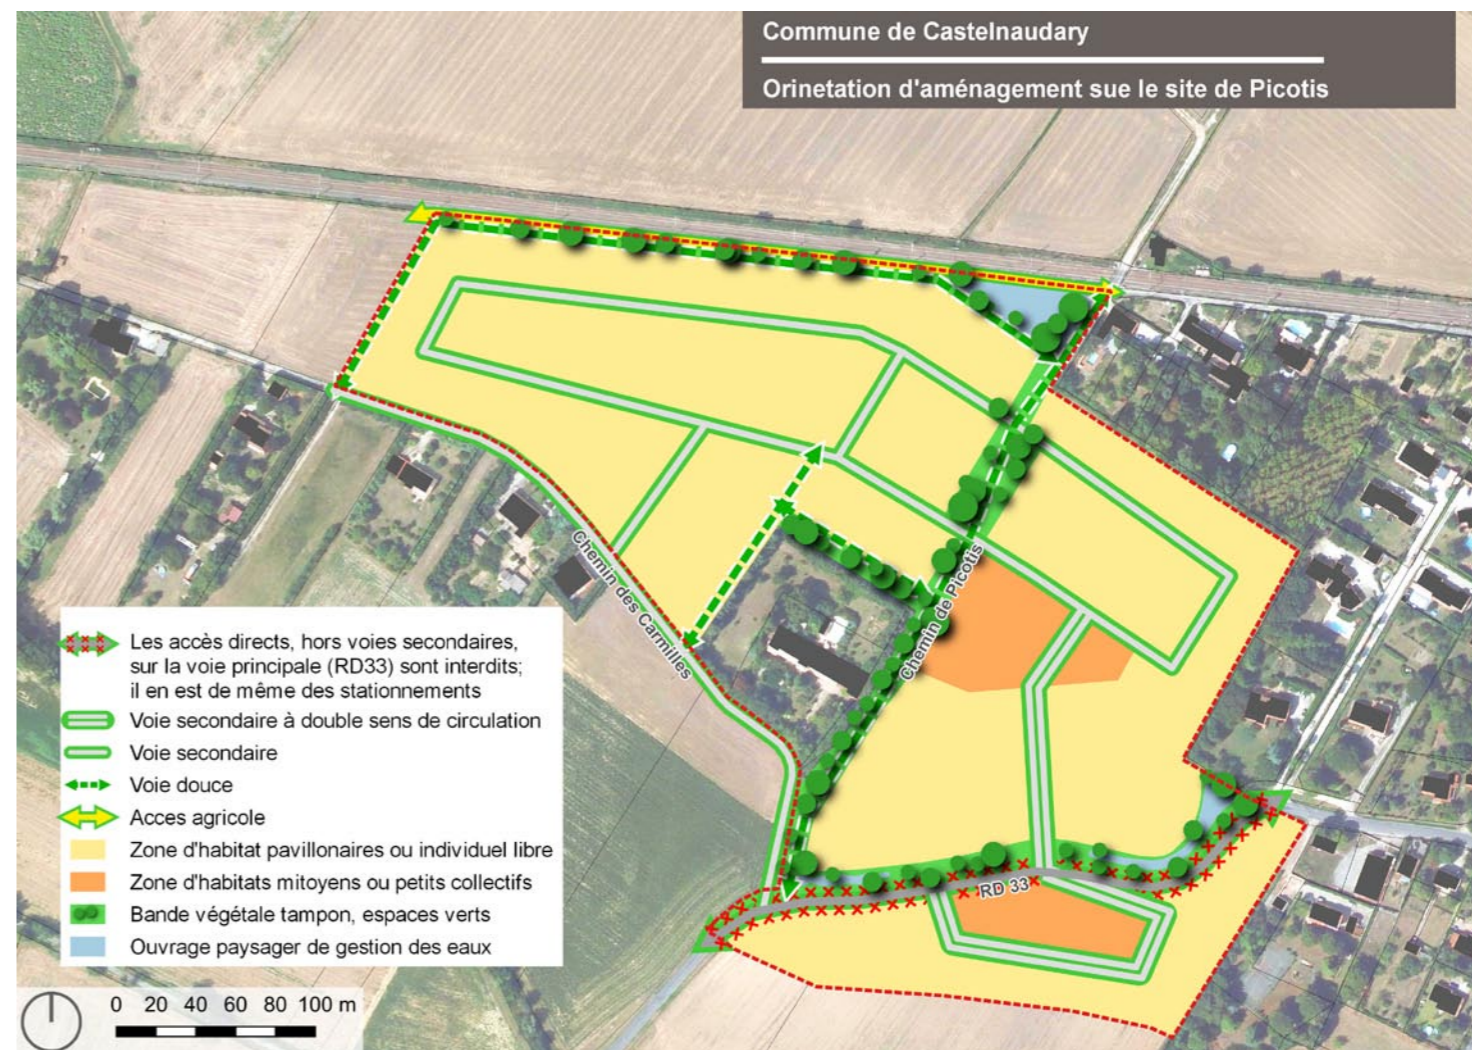 Commune de Castelnaudary
Orinetation d'aménagement sue le site de Picotis
Chemin des Carmilles
Chemin de Picotis
RD 33
Les accès directs, hors voies secondaires,
sur la voie principale (RD33) sont interdits;
il en est de même des stationnements
Voie secondaire à double sens de circulation
Voie secondaire
Voie douce
Acces agricole
Zone d'habitat pavillonaires ou individuel libre
Zone d'habitats mitoyens ou petits collectifs
Bande végétale tampon, espaces verts
Ouvrage paysager de gestion des eaux
0 20 40 60 80 100 m